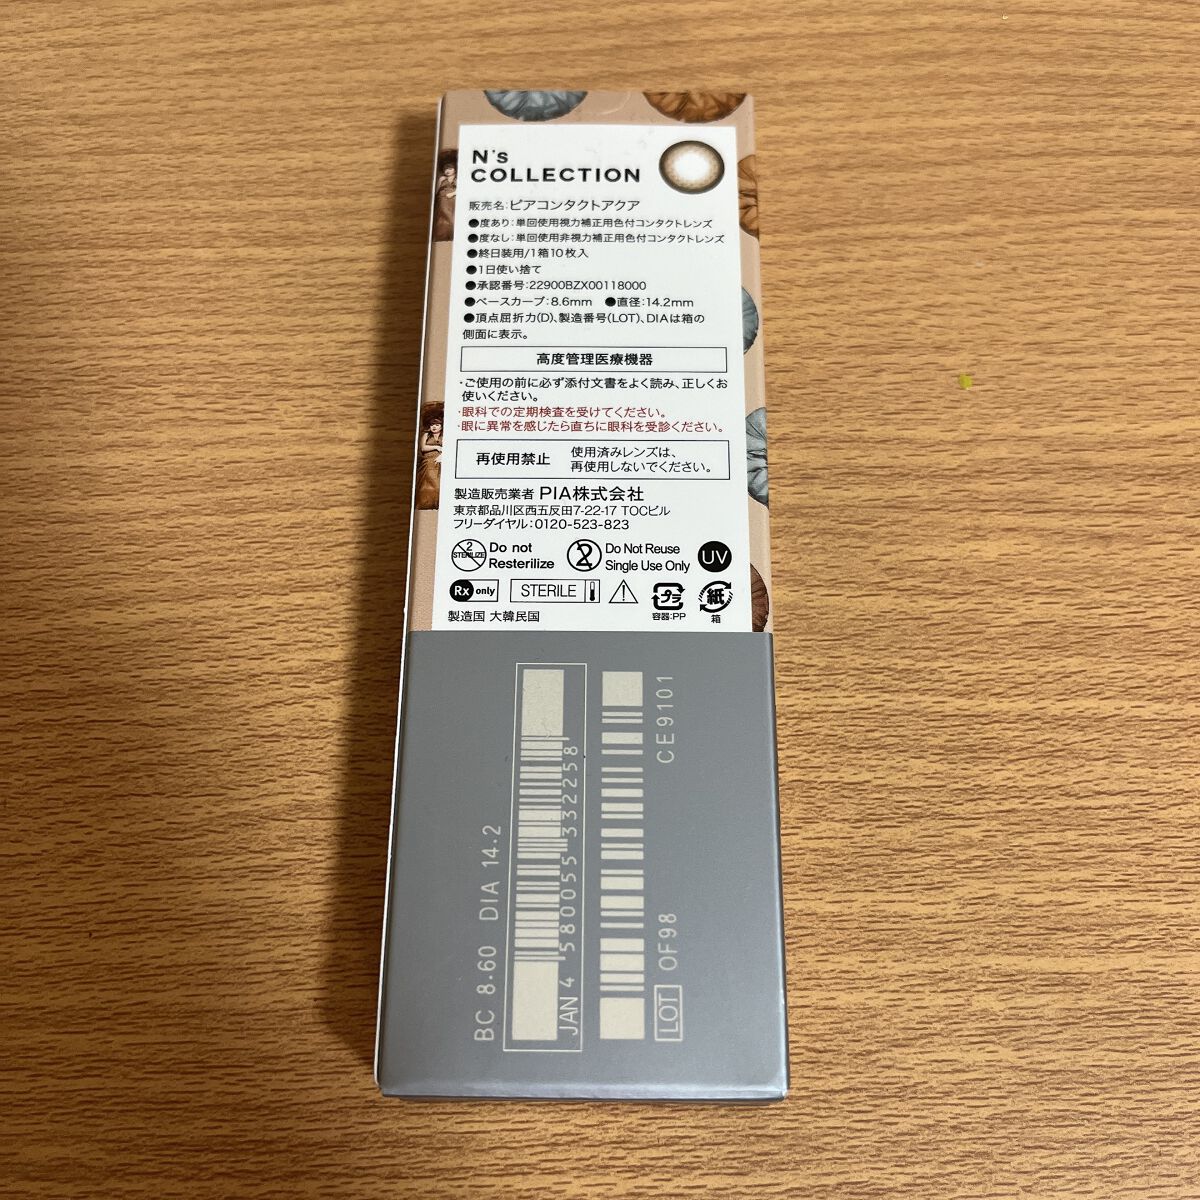 N's
COLLECTION
販売名:ピアコンタクトアクア
●度あり:単回使用視力補正用色付コンタクトレンズ
●度なし:単回使用非視力補正用色付コンタクトレンズ
●終日装用/1箱10枚入
●1日使い捨て
●承認番号:22900BZX00118000
●ベースカーブ:8.6mm ●直径:14.2mm
●頂点屈折力(D)、製造番号(LOT)、DIAは箱の
側面に表示。
高度管理医療機器
・ご使用の前に必ず添付文書をよく読み、正しくお
使いください。
・眼科での定期検査を受けてください。
・眼に異常を感じたら直ちに眼科を受診ください。
再使用禁止 使用済みレンズは、
再使用しないでください。
製造販売業者 PIA株式会社
東京都品川区西五反田7-22-17 TOCビル
フリーダイヤル:0120-523-823
2
STERILIZE
Do not
Resterilize
2
Do Not Reuse
Single Use Only
UV
Rx only
STERILE
プラ
容器:PP
紙
箱
製造国 大韓民国
BC 8.60 DIA 14.2
JAN 4 580055 332258
CE9101
LOT OF98